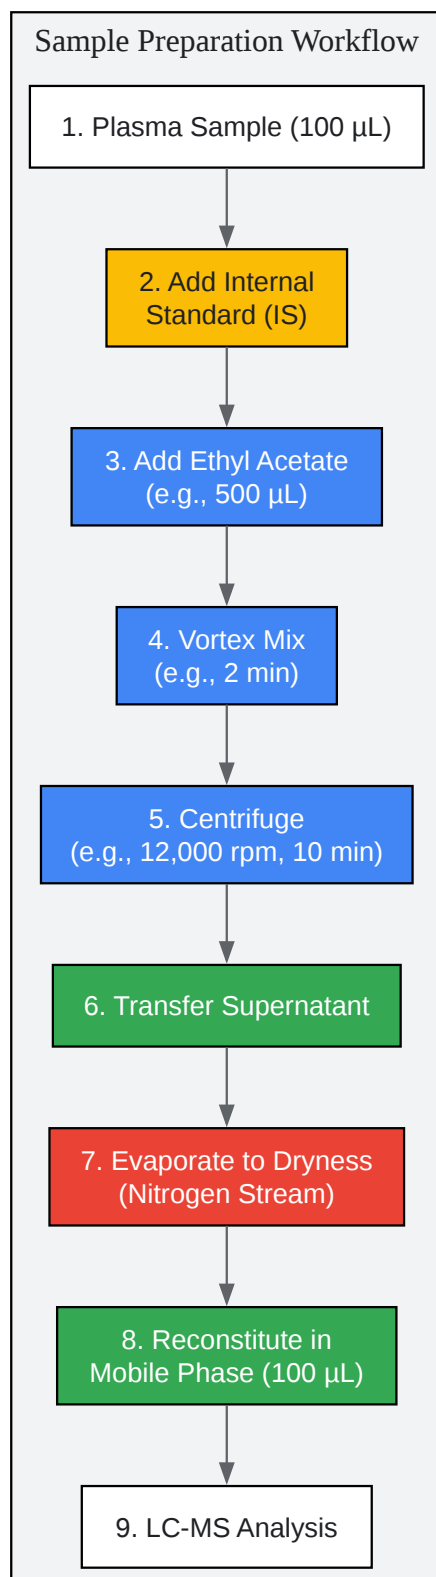 Sample Preparation Workflow
1. Plasma Sample (100 µL)
2. Add Internal
Standard (IS)
3. Add Ethyl Acetate
(e.g., 500 µL)
4. Vortex Mix
(e.g., 2 min)
5. Centrifuge
(e.g., 12,000 rpm, 10 min)
6. Transfer Supernatant
7. Evaporate to Dryness
(Nitrogen Stream)
8. Reconstitute in
Mobile Phase (100 µL)
9. LC-MS Analysis